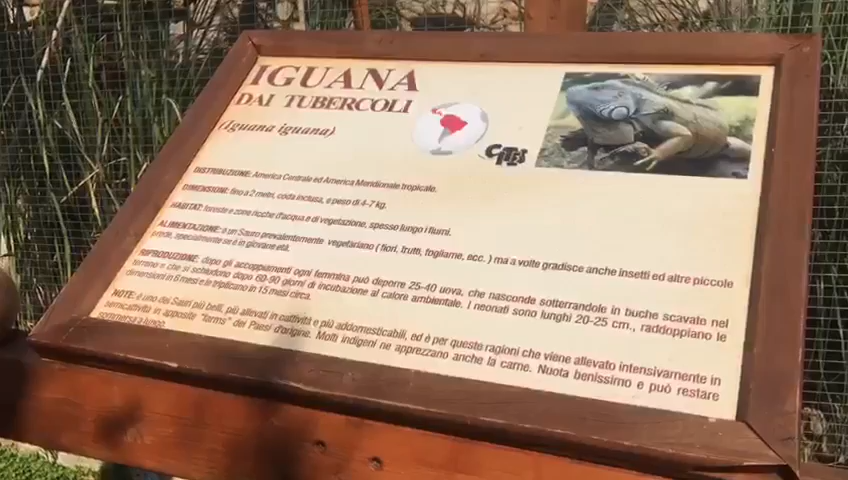 IGUANA
DAI TUBERCOLI
(Iguana iguana)
CITES
DISTRIBUZIONE: America Centrale ed America Meridionale tropicale.
DIMENSIONI: fino a 2 metri, coda inclusa, e peso di 4-7 kg.
HABITAT: foreste e zone ricche d'acqua e di vegetazione, spesso lungo i fiumi.
ALIMENTAZIONE: è un Sauro prevalentemente vegetariano ( fiori, frutti, fogliame, ecc. ) ma a volte gradisce anche insetti ed altre piccole
prede, specialmente se è in giovane età.
RIPRODUZIONE: dopo gli accoppiamenti ogni femmina può deporre 25-40 uova, che nasconde sotterrandole in buche scavate nel
terreno e che si schiudono dopo 60-90 giorni di incubazione al calore ambientale. I neonati sono lunghi 20-25 cm., raddoppiano le
dimensioni in 6 mesi e le triplicano in 15 mesi circa.
NOTE: è uno dei Sauri più belli, più allevati in cattività e più addomesticabili, ed è per queste ragioni che viene allevato intensivamente in
semicattività in apposite "farms" dei Paesi d'origine. Molti indigeni ne apprezzano anche la carne. Nuota benissimo e può restare
sommersa a lungo.